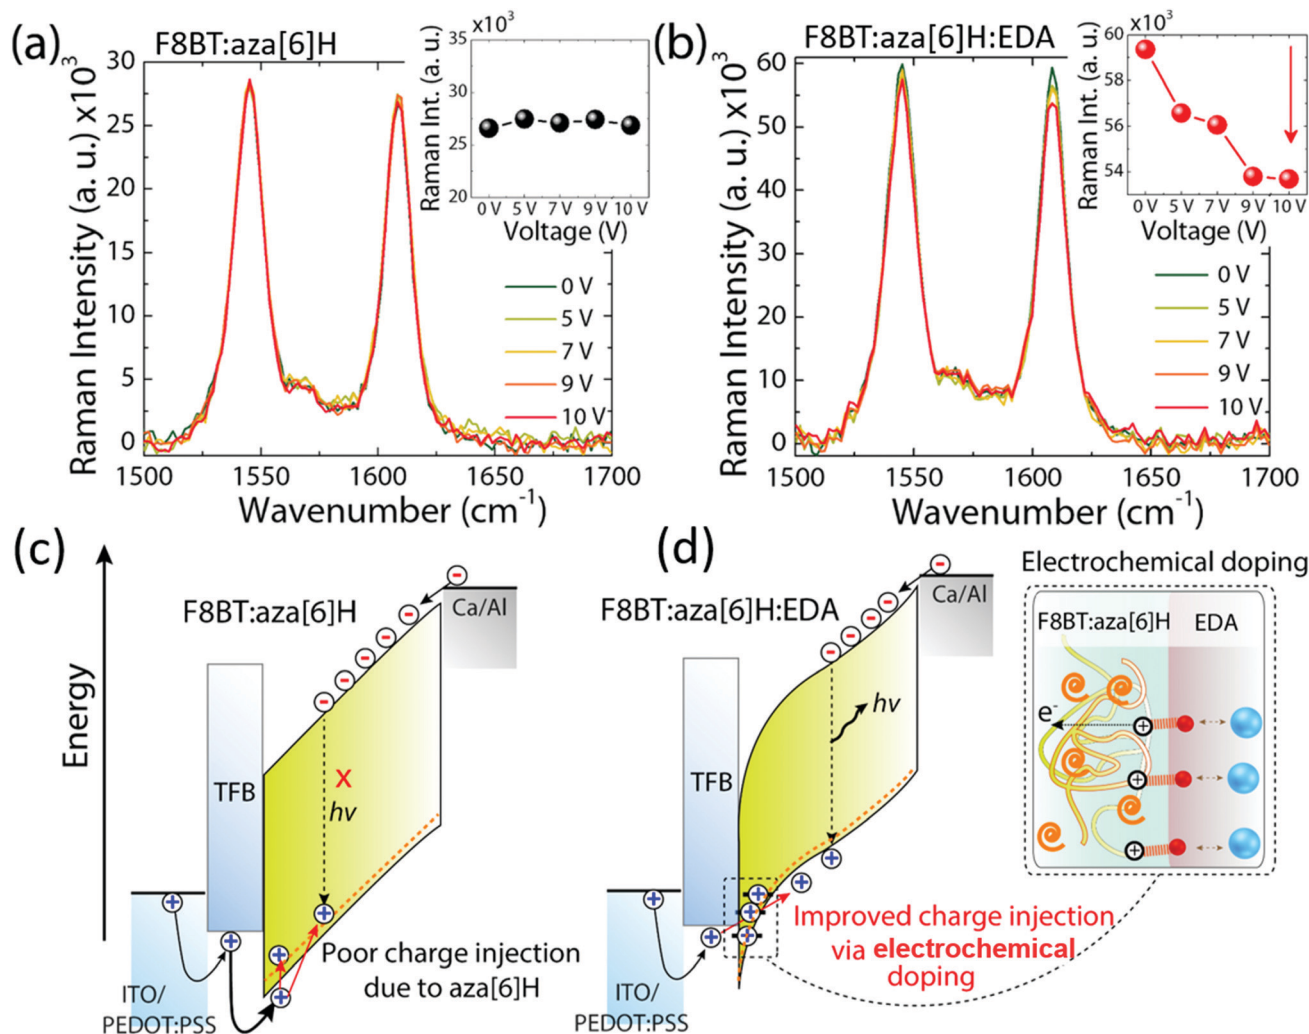 (a)
F8BT:aza[6]H
Raman Intensity (a. u.) x10³
30
25
20
15
10
5
0
1500
1550
1600
1650
1700
Wavenumber (cm⁻¹)
x10³
Raman Int. (a. u.)
35
30
25
20
0 V
5 V
7 V
9 V
10 V
Voltage (V)
0 V
5 V
7 V
9 V
10 V
(b)
F8BT:aza[6]H:EDA
Raman Intensity (a. u.) x10³
60
50
40
30
20
10
0
1500
1550
1600
1650
1700
Wavenumber (cm⁻¹)
x10³
Raman Int. (a. u.)
60
58
56
54
0 V
5 V
7 V
9 V
10 V
Voltage (V)
0 V
5 V
7 V
9 V
10 V
(c)
Energy
F8BT:aza[6]H
Ca/Al
TFB
X
hν
ITO/
PEDOT:PSS
Poor charge injection
due to aza[6]H
(d)
F8BT:aza[6]H:EDA
Ca/Al
TFB
hν
ITO/
PEDOT:PSS
Improved charge injection
via electrochemical
doping
Electrochemical doping
F8BT:aza[6]H
EDA
e⁻